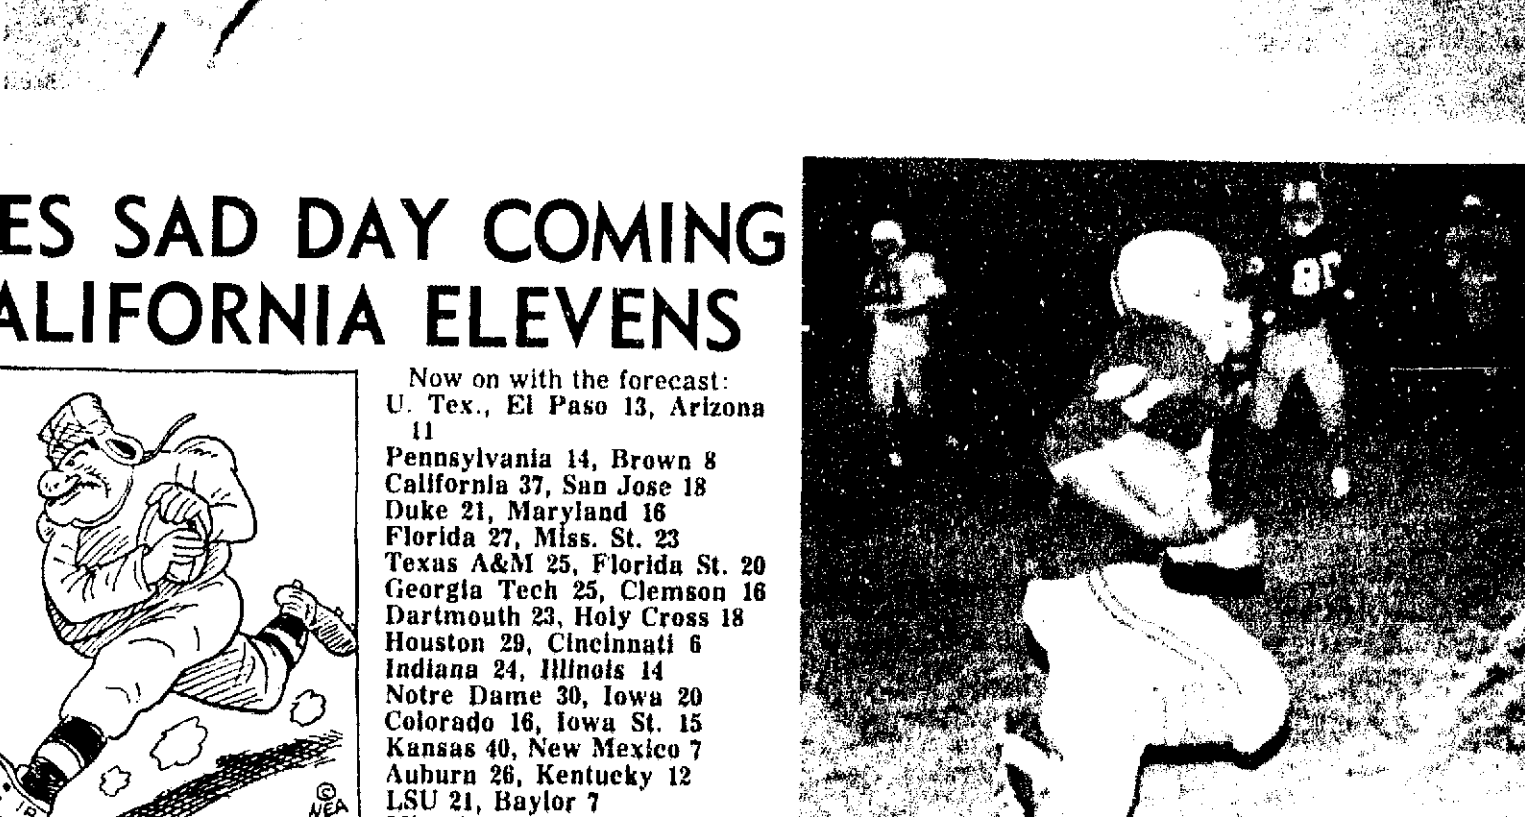 ES SAD DAY COMING
ALIFORNIA ELEVENS
Now on with the forecast:
U. Tex., El Paso 13, Arizona
11
Pennsylvania 14, Brown 8
California 37, San Jose 18
Duke 21, Maryland 16
Florida 27, Miss. St. 23
Texas A&M 25, Florida St. 20
Georgia Tech 25, Clemson 16
Dartmouth 23, Holy Cross 18
Houston 29, Cincinnati 6
Indiana 24, Illinois 14
Notre Dame 30, Iowa 20
Colorado 16, Iowa St. 15
Kansas 40, New Mexico 7
Auburn 26, Kentucky 12
LSU 21, Baylor 7
©
NEA